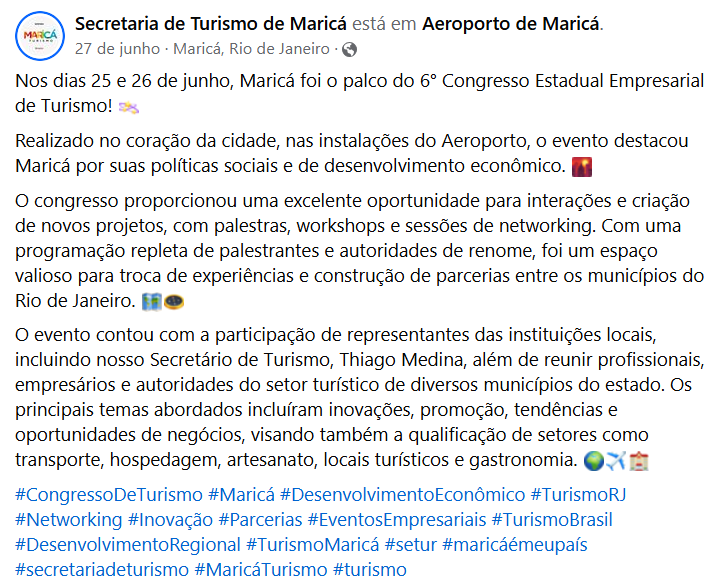 MARICÁ
TURISMO
Secretaria de Turismo de Maricá está em Aeroporto de Maricá.
27 de junho · Maricá, Rio de Janeiro ·
Nos dias 25 e 26 de junho, Maricá foi o palco do 6° Congresso Estadual Empresarial
de Turismo!
Realizado no coração da cidade, nas instalações do Aeroporto, o evento destacou
Maricá por suas políticas sociais e de desenvolvimento econômico.
O congresso proporcionou uma excelente oportunidade para interações e criação
de novos projetos, com palestras, workshops e sessões de networking. Com uma
programação repleta de palestrantes e autoridades de renome, foi um espaço
valioso para troca de experiências e construção de parcerias entre os municípios do
Rio de Janeiro.
O evento contou com a participação de representantes das instituições locais,
incluindo nosso Secretário de Turismo, Thiago Medina, além de reunir profissionais,
empresários e autoridades do setor turístico de diversos municípios do estado. Os
principais temas abordados incluíram inovações, promoção, tendências e
oportunidades de negócios, visando também a qualificação de setores como
transporte, hospedagem, artesanato, locais turísticos e gastronomia.
#CongressoDeTurismo #Maricá #DesenvolvimentoEconômico #TurismoRJ
#Networking #Inovação #Parcerias #EventosEmpresariais #TurismoBrasil
#DesenvolvimentoRegional #TurismoMaricá #setur #maricáémeupaís
#secretariadeturismo #MaricáTurismo #turismo